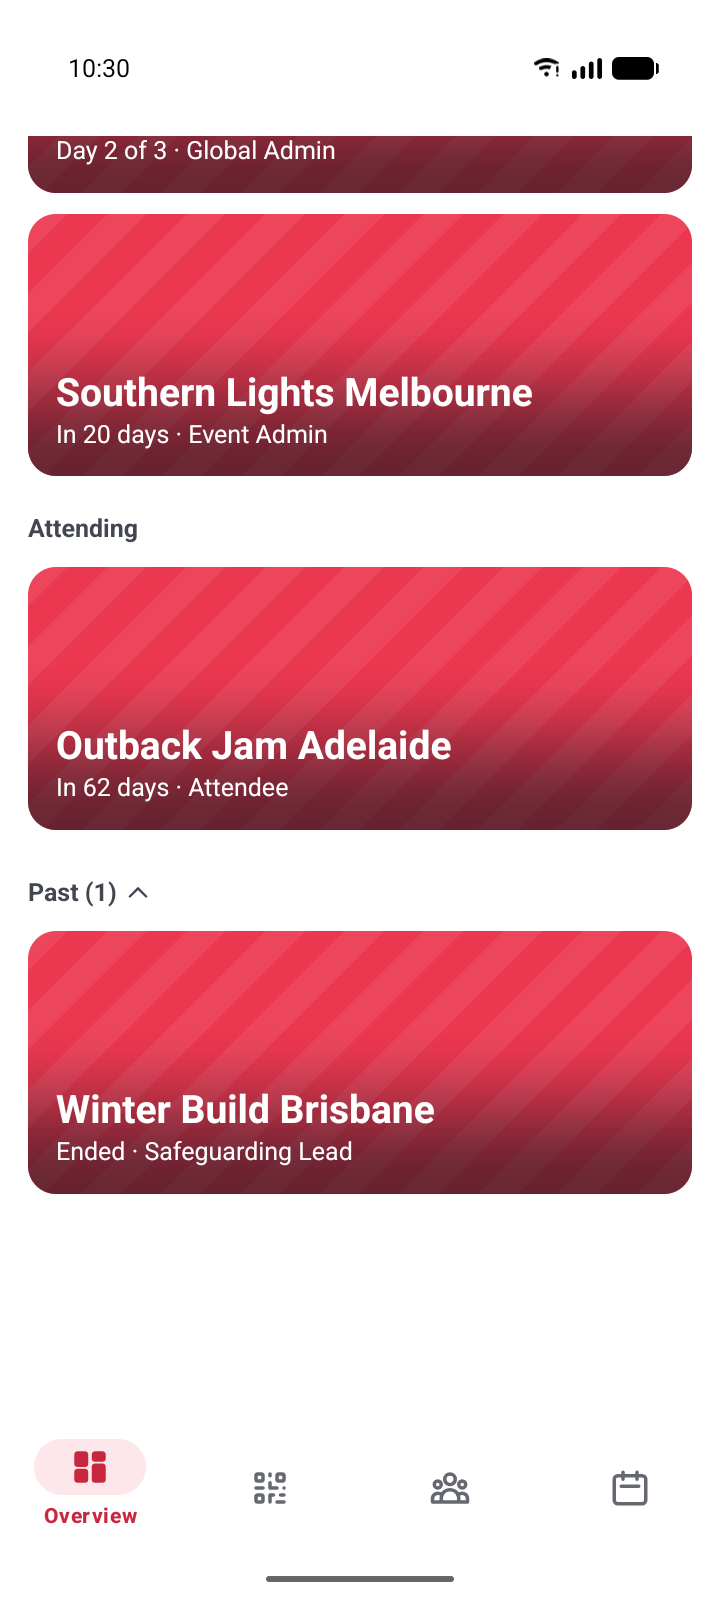 10:30
Day 2 of 3 · Global Admin
Southern Lights Melbourne
In 20 days · Event Admin
Attending
Outback Jam Adelaide
In 62 days · Attendee
Past (1)
Winter Build Brisbane
Ended · Safeguarding Lead
Overview